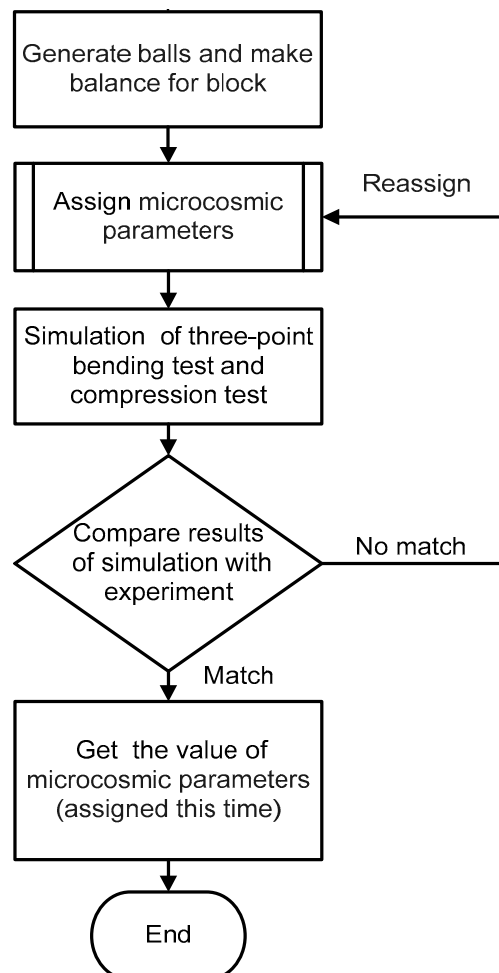 Generate balls and make
balance for block
Reassign
Assign microcosmic
parameters
Simulation of three-point
bending test and
compression test
Compare results
of simulation with
experiment
No match
Match
Get the value of
microcosmic parameters
(assigned this time)
End